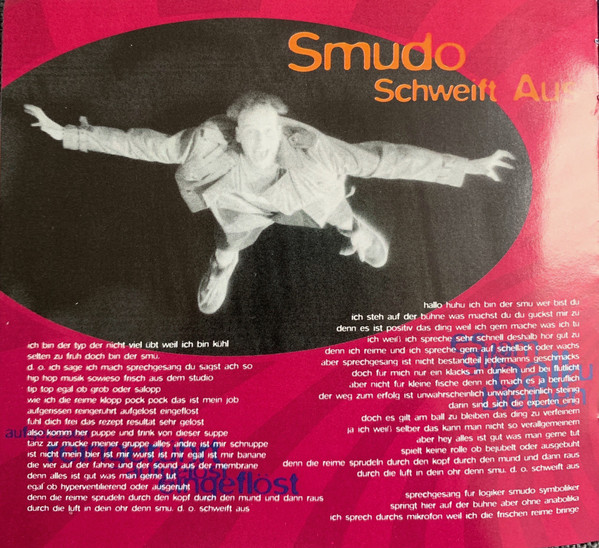 Smudo
Schweift Aus
hallo huhu ich bin der smu wer bist du
ich steh auf der bühne was machst du du guckst mir zu
denn es ist positiv das ding weil ich gern mache was ich tu
ich weiß ich spreche sehr schnell deshalb hör gut zu
denn ich reime und ich spreche gern auf schellack oder wachs
aber sprechgesang ist nicht bestandteil jedermanns geschmacks
doch für mich nur ein klacks im dunkeln und bei flutlicht
aber nicht für kleine fische denn ich mach es ja beruflich
der weg zum erfolg ist unwahrscheinlich unwahrscheinlich steinig
dann sind sich die experten einig
doch es gilt am ball zu bleiben das ding zu verfeinern
ja ich weiß selber das kann man nicht so verallgemeinern
aber hey alles ist gut was man gerne tut
spielt keine rolle ob bejubelt oder ausgebuht
denn die reime sprudeln durch den kopf durch den mund und dann raus
durch die luft in dein ohr denn smu. d. o. schweift aus
sprechgesang für logiker smudo symboliker
springt hier auf der bühne aber ohne anabolika
ich sprech durchs mikrofon weil ich die frischen reime bringe
ich bin der typ der nicht viel übt weil ich bin kühl
selten zu früh doch bin der smu.
d. o. ich sage ich mach sprechgesang du sagst ach so
hip hop musik sowieso frisch aus dem studio
tip top egal ob grob oder salopp
wie ich die reime klopp pock pock das ist mein job
aufgerissen reingerührt aufgelöst eingeflöst
fühl dich frei das rezept resultat sehr gelöst
also komm her puppe und trink von dieser suppe
tanz zur mucke meiner gruppe alles andre ist mir schnuppe
ist nicht dein bier ist nicht mein tee ist nicht mir banane
die vier auf der fahne und der sound aus der membrane
denn alles ist gut was man gerne tut
egal ob hyperventilierend oder ausgeruht
denn die reime sprudeln durch den kopf durch den mund und dann raus
durch die luft in dein ohr denn smu. d. o. schweift aus